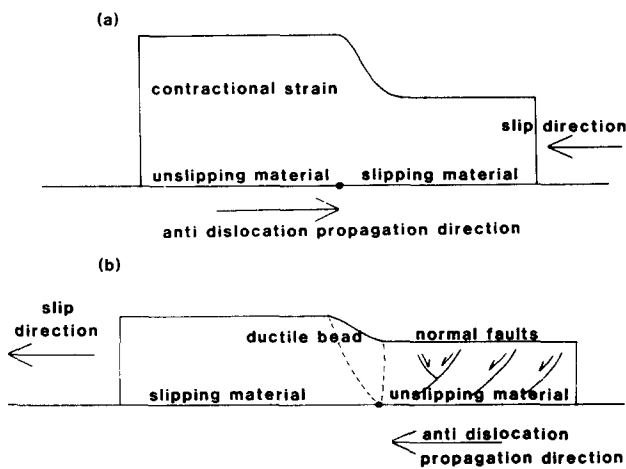 (a)
contractional strain
slip direction
unslipping material
slipping material
anti dislocation propagation direction
(b)
slip
direction
ductile bead
normal faults
slipping material
unslipping material
anti dislocation
propagation direction